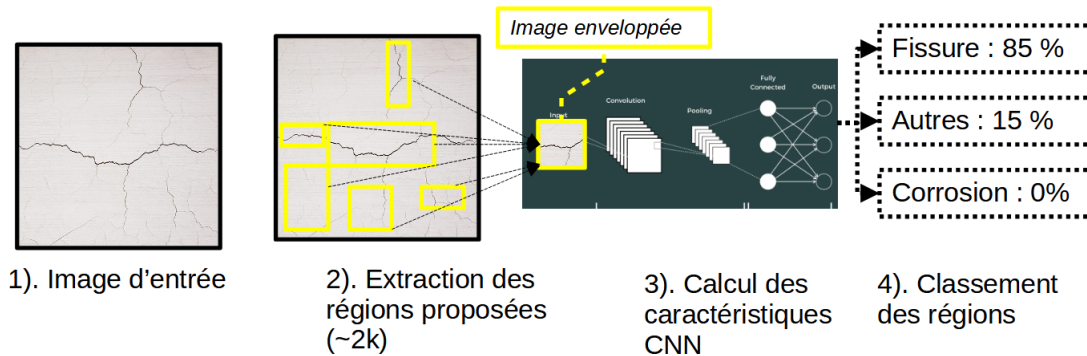 Image enveloppée
Fissure : 85 %
Autres : 15 %
Corrosion : 0%
Input
Convolution
Pooling
Fully
Connected
Output
1). Image d’entrée
2). Extraction des
régions proposées
(~2k)
3). Calcul des
caractéristiques
CNN
4). Classement
des régions